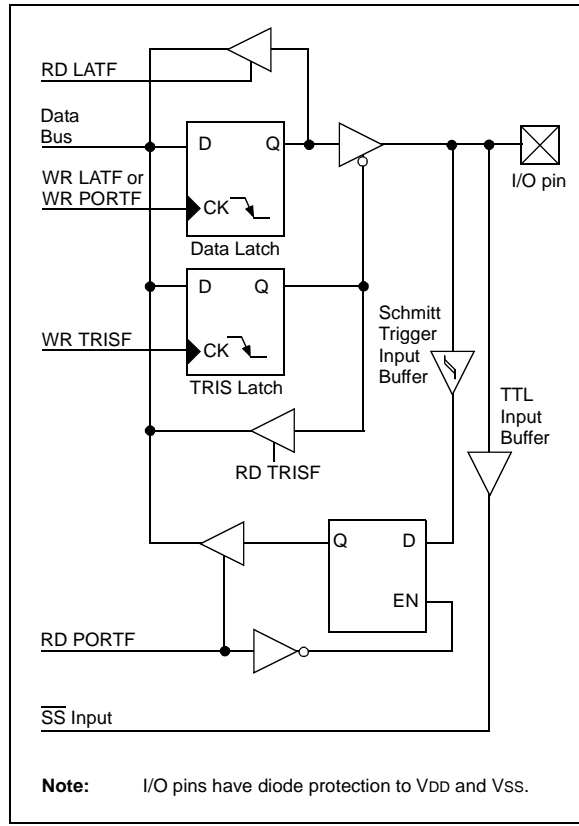 RD LATF
Data
Bus
D Q
WR LATF or
WR PORTF
CK
I/O pin
Data Latch
D Q
WR TRISF
CK
TRIS Latch
Schmitt
Trigger
Input
Buffer
TTL
Input
Buffer
RD TRISF
Q D
EN
RD PORTF
S̅S̅ Input
Note: I/O pins have diode protection to VDD and VSS.